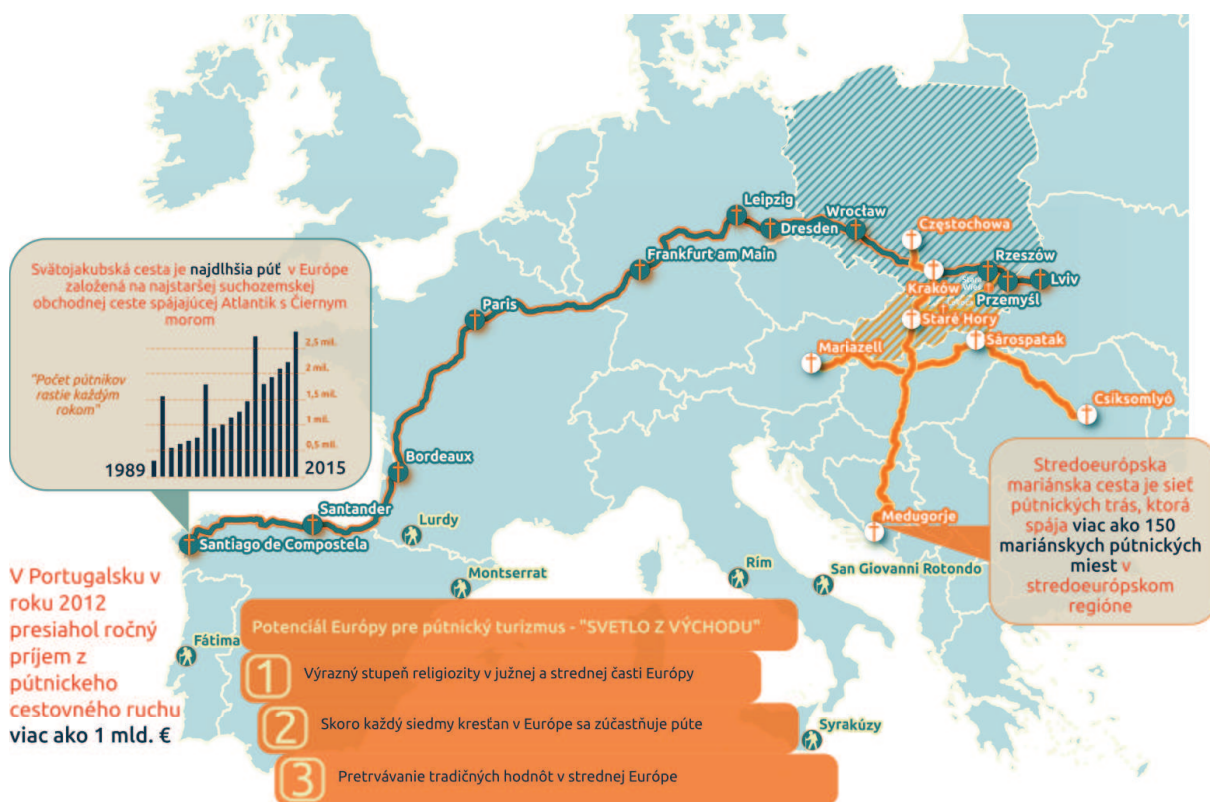 Leipzig
Wrocław
Częstochowa
Dresden
Rzeszów
Frankfurt am Main
Lviv
Kraków
Przemyśl
Paris
Staré Hory
Mariazell
Sárospatak
Csíksomlyó
Svätojakubská cesta je najdlhšia púť v Európe
založená na najstaršej suchozemskej
obchodnej ceste spájajúcej Atlantik s Čiernym
morom
2,5 mil.
2 mil.
"Počet pútnikov
rastie každým
rokom"
1,5 mil.
1 mil.
0,5 mil.
1989
2015
Bordeaux
Santander
Lurdy
Santiago de Compostela
Medugorje
Stredoeurópska
mariánska cesta je sieť
pútnických trás, ktorá
spája viac ako 150
mariánskych pútnických
miest v
stredoeurópskom
regióne
Montserrat
Rím
San Giovanni Rotondo
V Portugalsku v
roku 2012
presiahol ročný
príjem z
pútnickeho
cestovného ruchu
viac ako 1 mld. €
Fátima
Potenciál Európy pre pútnický turizmus - "SVETLO Z VÝCHODU"
1 Výrazný stupeň religiozity v južnej a strednej časti Európy
2 Skoro každý siedmy kresťan v Európe sa zúčastňuje púte
Syrakúzy
3 Pretrvávanie tradičných hodnôt v strednej Európe